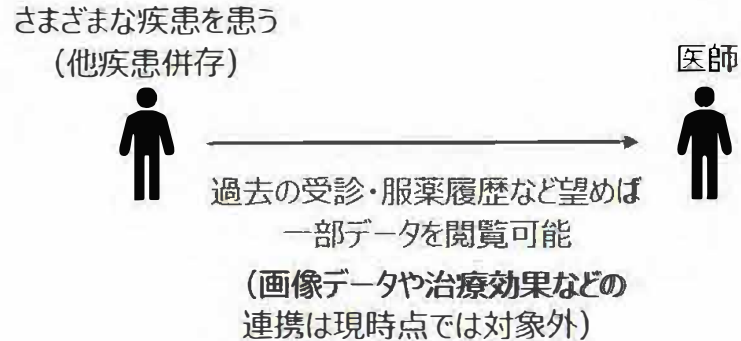 さまざまな疾患を患う
(他疾患併存)
医師
過去の受診・服薬履歴など望めば
一部データを閲覧可能
(画像データや治療効果などの
連携は現時点では対象外)